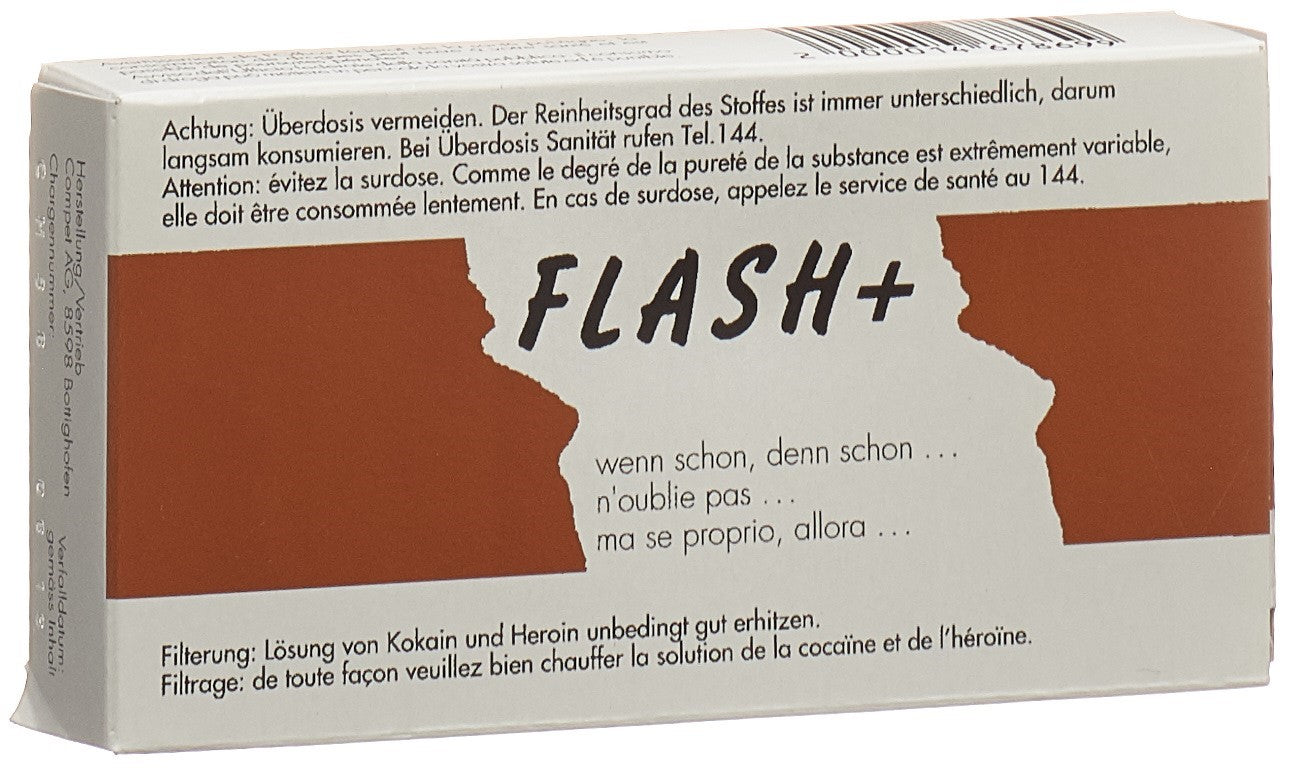 2 000014 678699
Achtung: Überdosis vermeiden. Der Reinheitsgrad des Stoffes ist immer unterschiedlich, darum
langsam konsumieren. Bei Überdosis Sanität rufen Tel.144.
Attention: évitez la surdose. Comme le degré de la pureté de la substance est extrêmement variable,
elle doit être consommée lentement. En cas de surdose, appelez le service de santé au 144.
FLASH+
wenn schon, denn schon ...
n'oublie pas ...
ma se proprio, allora ...
Filterung: Lösung von Kokain und Heroin unbedingt gut erhitzen.
Filtrage: de toute façon veuillez bien chauffer la solution de la cocaïne et de l'héroïne.
Herstellung/Vertrieb
Compet AG, 8598 Bottighofen
Chargennummer:
Verfalldatum:
gemäss Inhalt